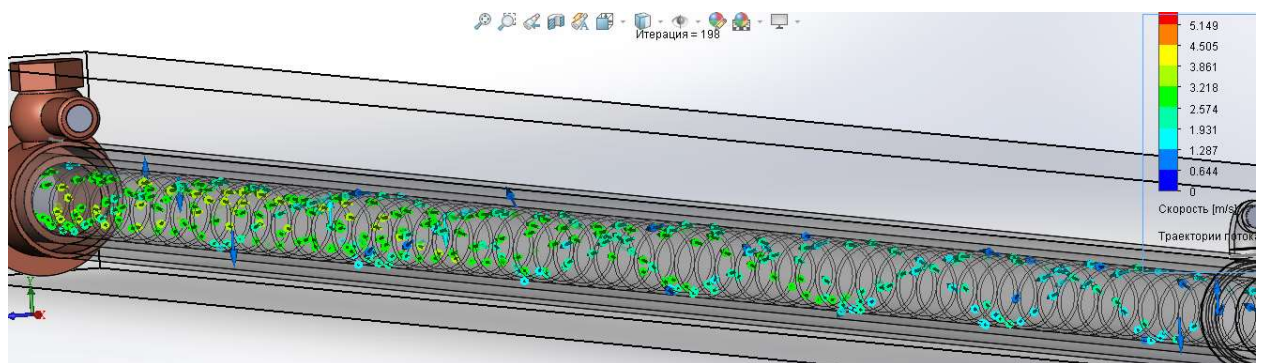 Итерация = 198
5.149
4.505
3.861
3.218
2.574
1.931
1.287
0.644
0
Скорость [m/s]
Траектории потока
Y
X